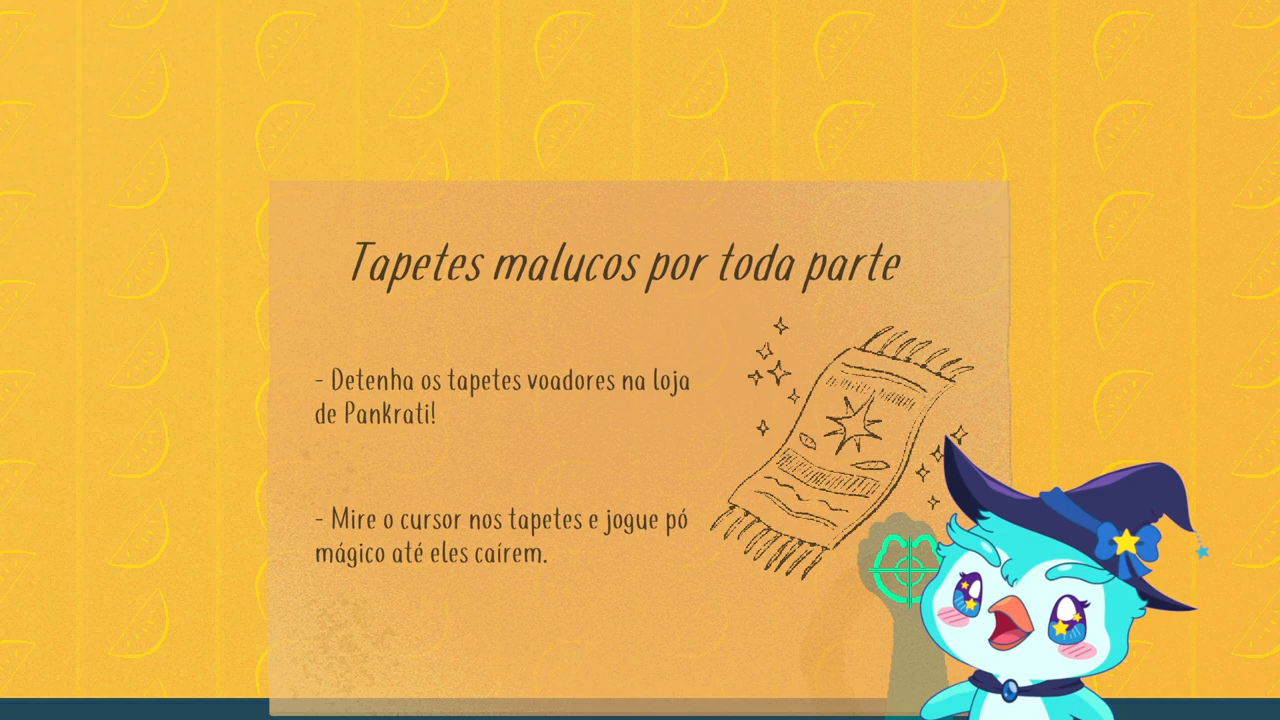 Tapetes malucos por toda parte
- Detenha os tapetes voadores na loja
de Pankrati!
- Mire o cursor nos tapetes e jogue pó
mágico até eles caírem.